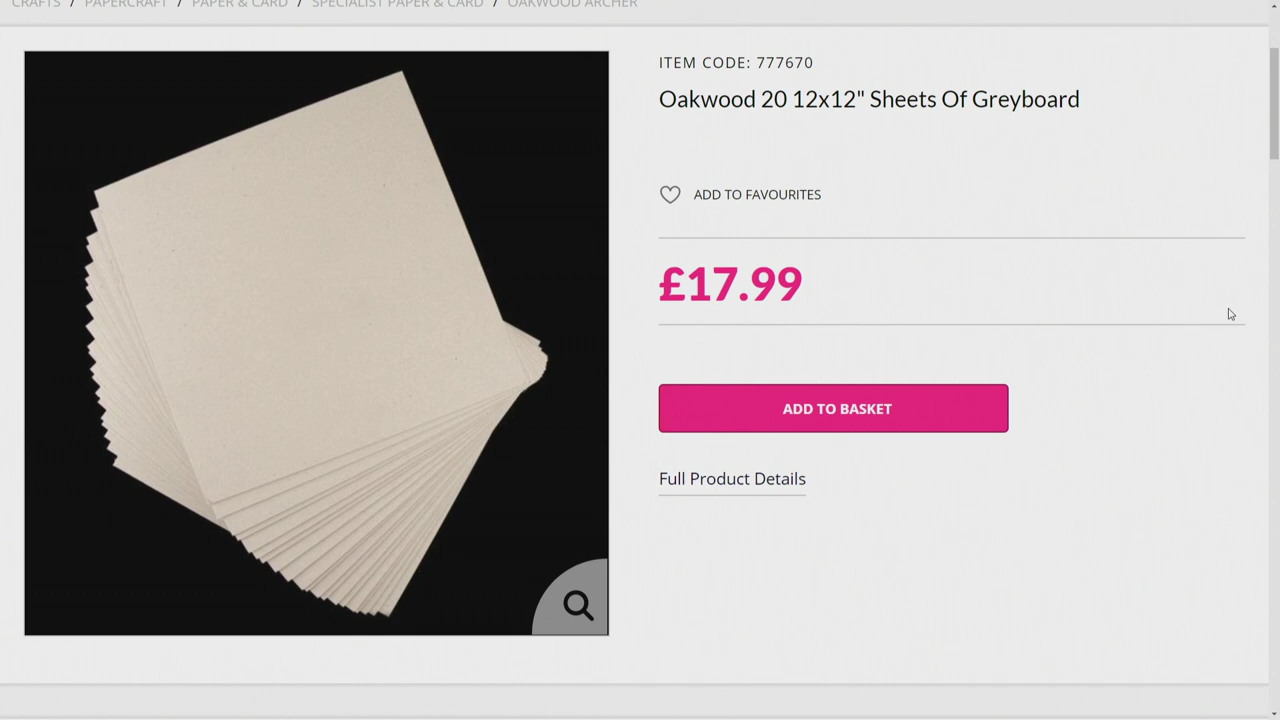 CRAFTS / PAPERCRAFT / PAPER & CARD / SPECIALIST PAPER & CARD / OAKWOOD ARCHER
ITEM CODE: 777670
Oakwood 20 12x12" Sheets Of Greyboard
ADD TO FAVOURITES
£17.99
ADD TO BASKET
Full Product Details